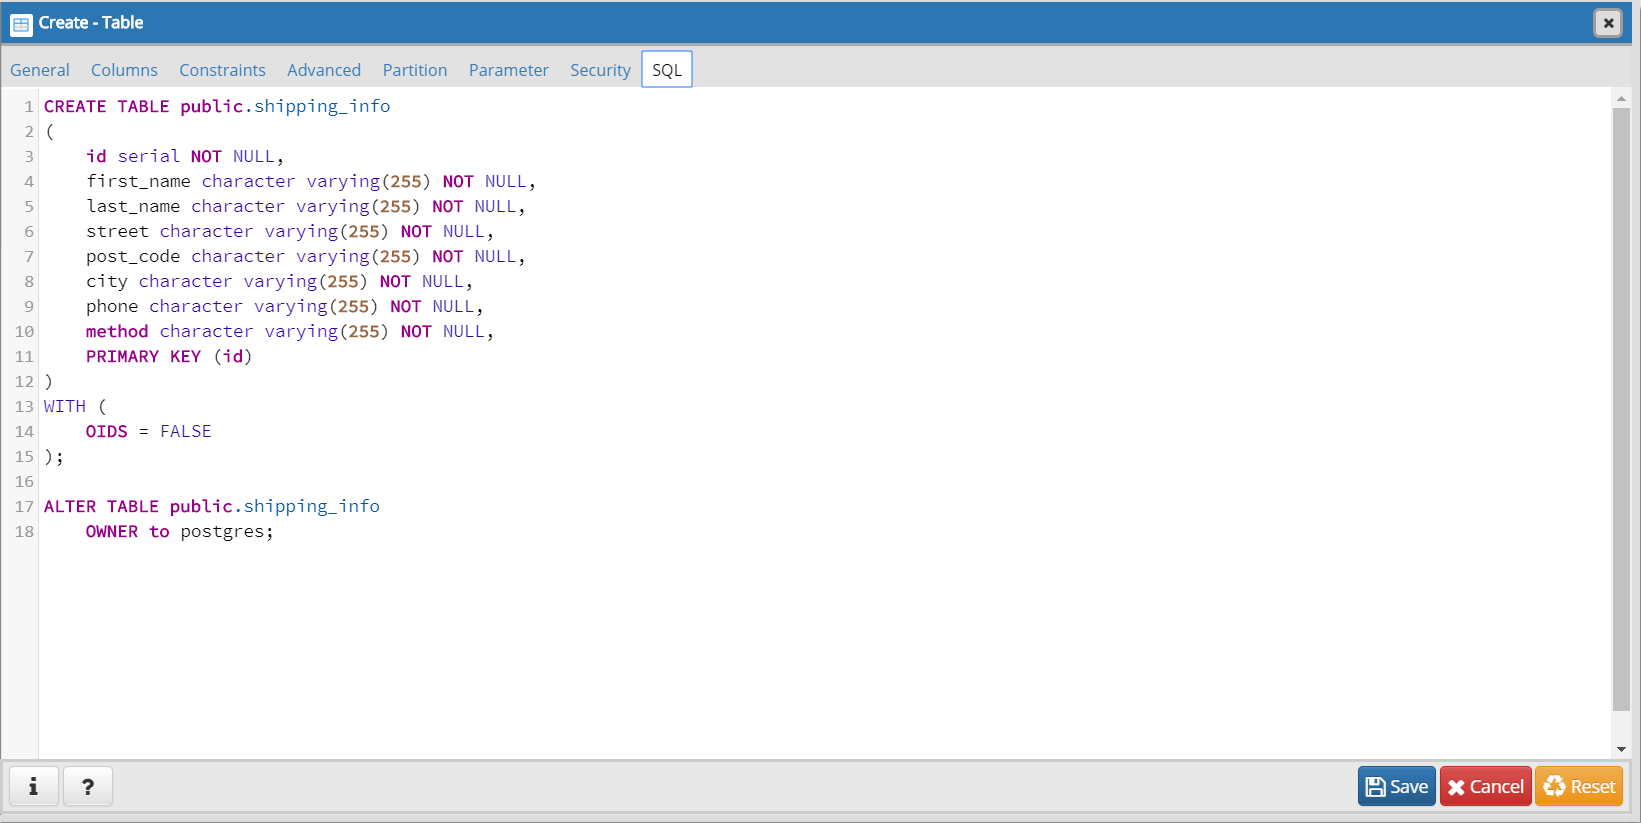 Create - Table
General Columns Constraints Advanced Partition Parameter Security SQL
1 CREATE TABLE public.shipping_info
2 (
3     id serial NOT NULL,
4     first_name character varying(255) NOT NULL,
5     last_name character varying(255) NOT NULL,
6     street character varying(255) NOT NULL,
7     post_code character varying(255) NOT NULL,
8     city character varying(255) NOT NULL,
9     phone character varying(255) NOT NULL,
10     method character varying(255) NOT NULL,
11     PRIMARY KEY (id)
12 )
13 WITH (
14     OIDS = FALSE
15 );
16
17 ALTER TABLE public.shipping_info
18     OWNER to postgres;
i ? Save Cancel Reset